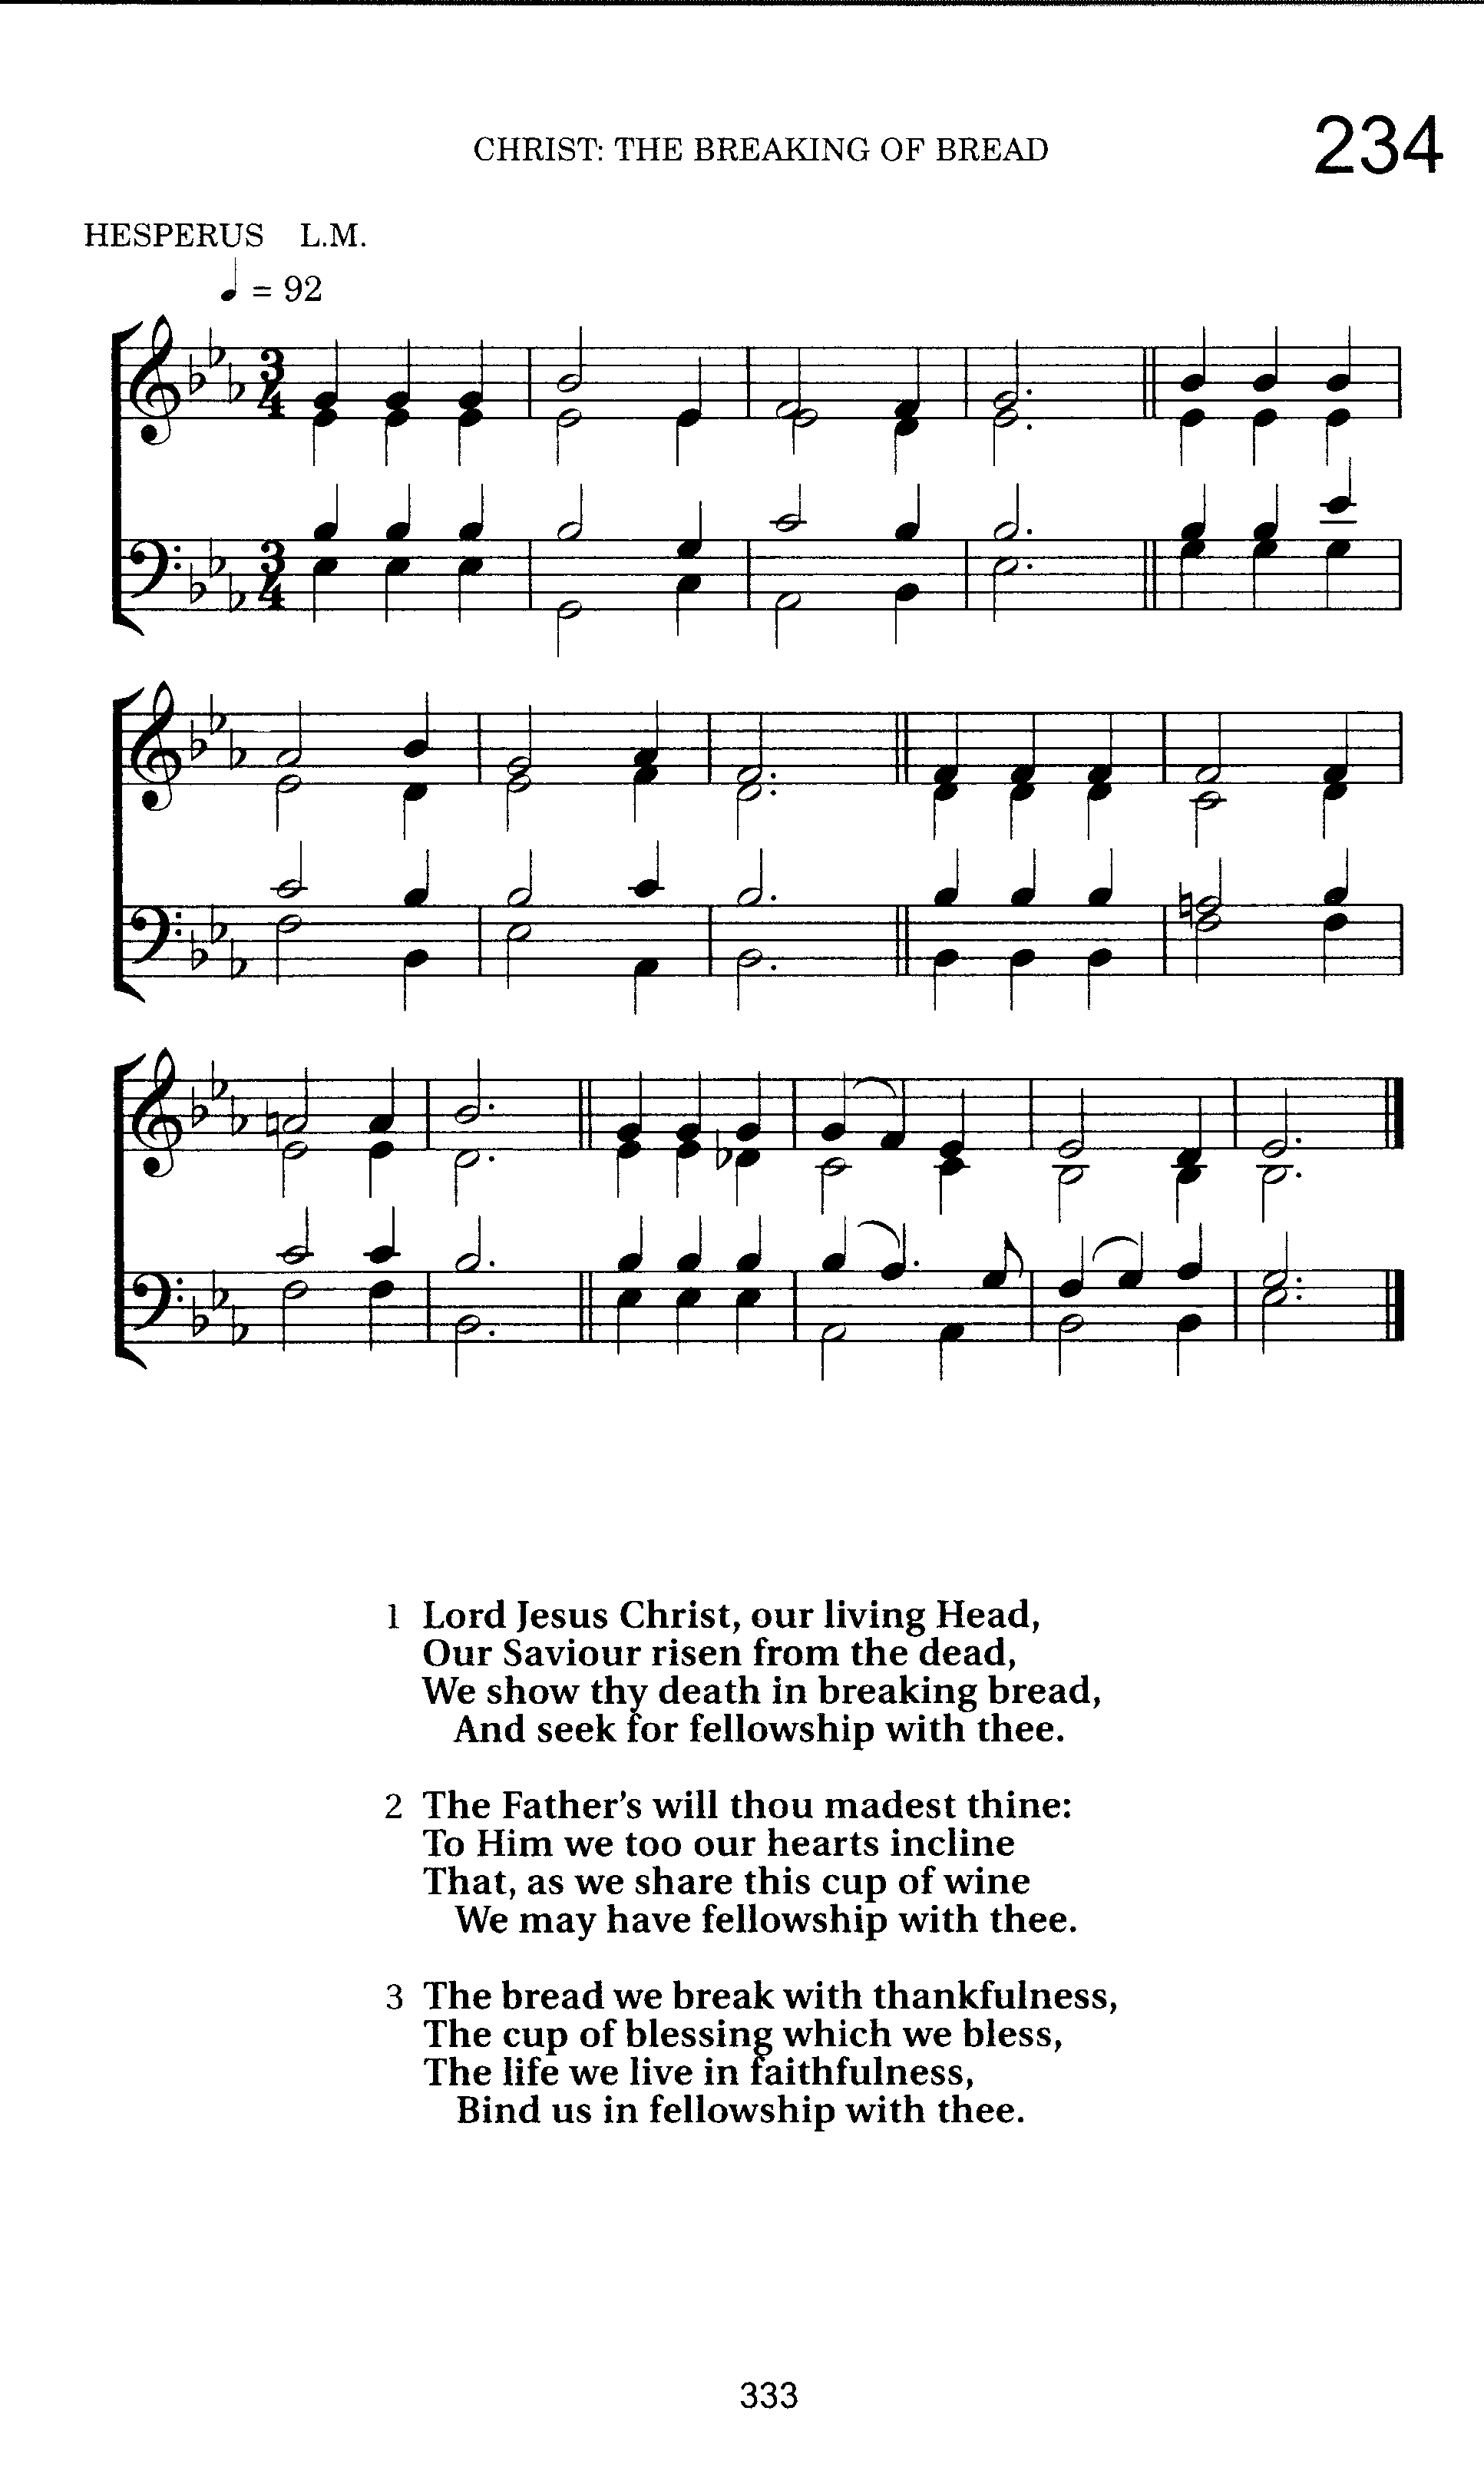 CHRIST: THE BREAKING OF BREAD
234
HESPERUS L.M.
♩ = 92
3
4
3
4
1 Lord Jesus Christ, our living Head,
Our Saviour risen from the dead,
We show thy death in breaking bread,
And seek for fellowship with thee.
2 The Father's will thou madest thine:
To Him we too our hearts incline
That, as we share this cup of wine
We may have fellowship with thee.
3 The bread we break with thankfulness,
The cup of blessing which we bless,
The life we live in faithfulness,
Bind us in fellowship with thee.
333